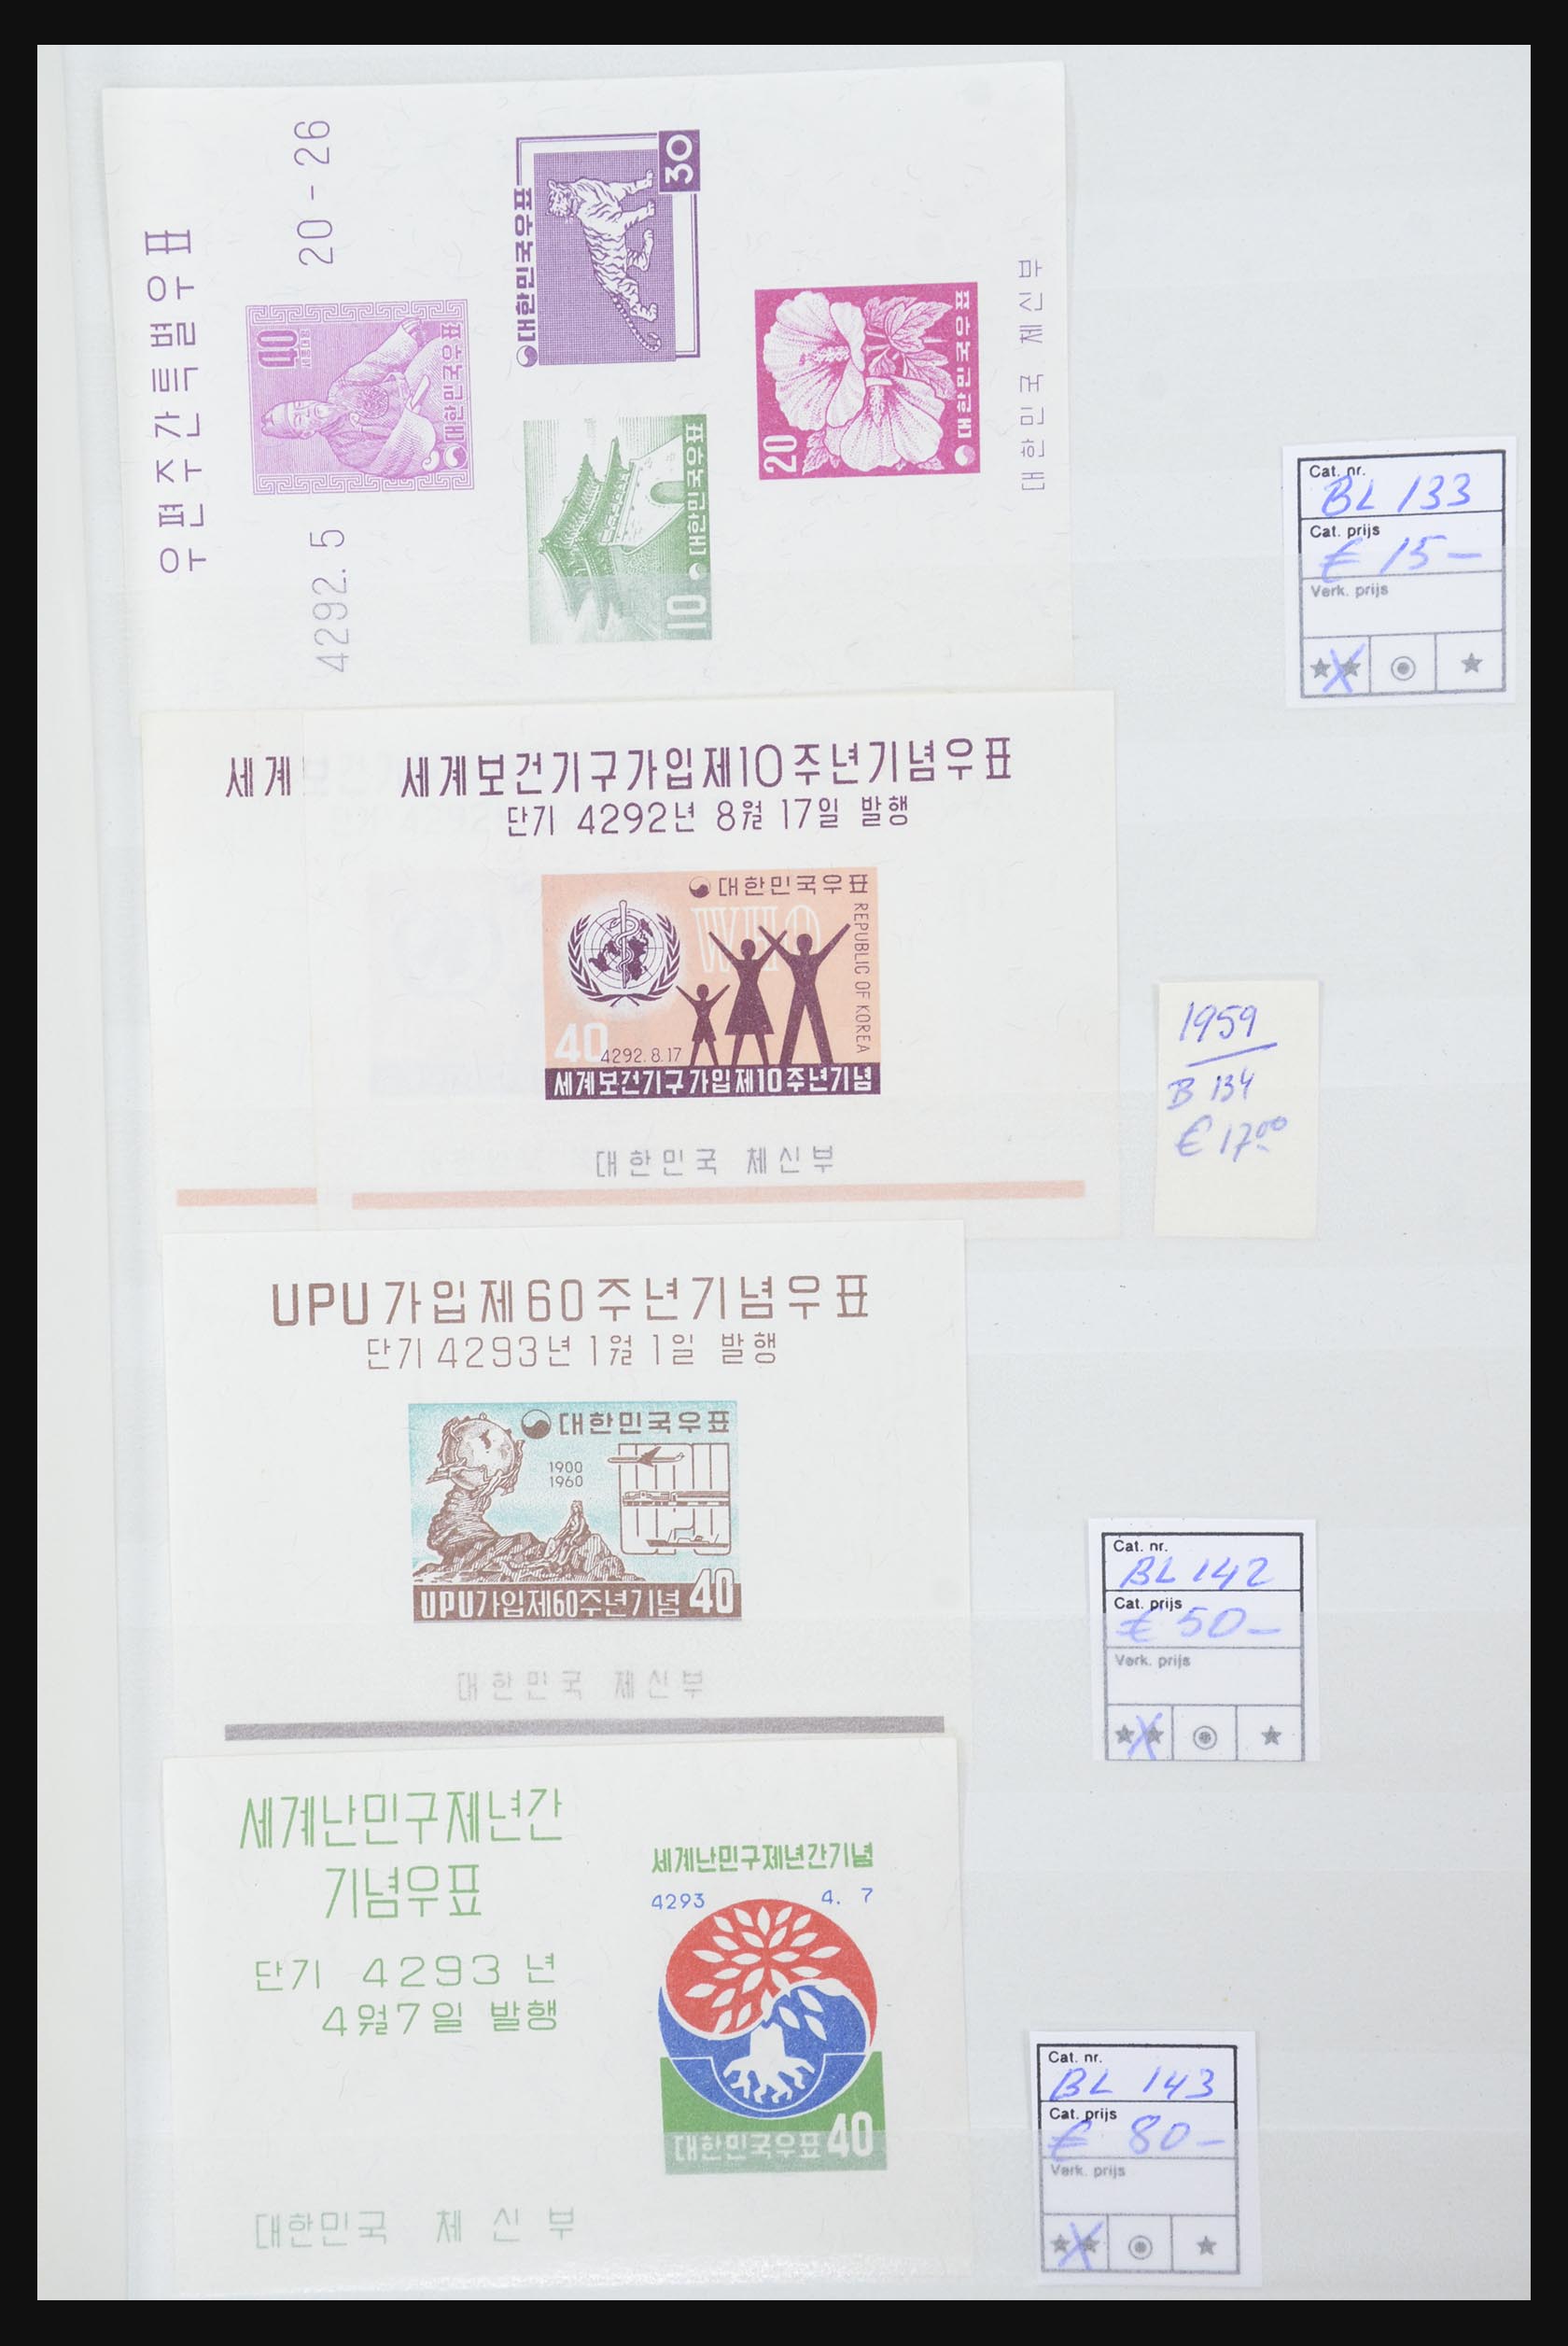 우편주간특별우표
4292.5 20-26
40
대한민국우표
대한민국우표
30
10
대한민국우표
20
대한민국우표
대한민국 체신부
Cat. nr.
BL 133
Cat. prijs
€ 15-
Verk. prijs
세계
세계보건기구가입제10주년기념우표
단기 4292년 8월 17일 발행
대한민국우표
WHO
REPUBLIC OF KOREA
40
4292.8.17
세계보건기구가입제10주년기념
대한민국 체신부
1959
B 134
€ 17⁰⁰
UPU가입제60주년기념우표
단기 4293년 1월 1일 발행
대한민국우표
1900
1960
UPU가입제60주년기념 40
대한민국 체신부
Cat. nr.
BL 142
Cat. prijs
€ 50-
Verk. prijs
세계난민구제년간
기념우표
단기 4293년
4월7일 발행
세계난민구제년간기념
4293 4. 7
대한민국우표 40
대한민국 체신부
Cat. nr.
BL 143
Cat. prijs
€ 80-
Verk. prijs